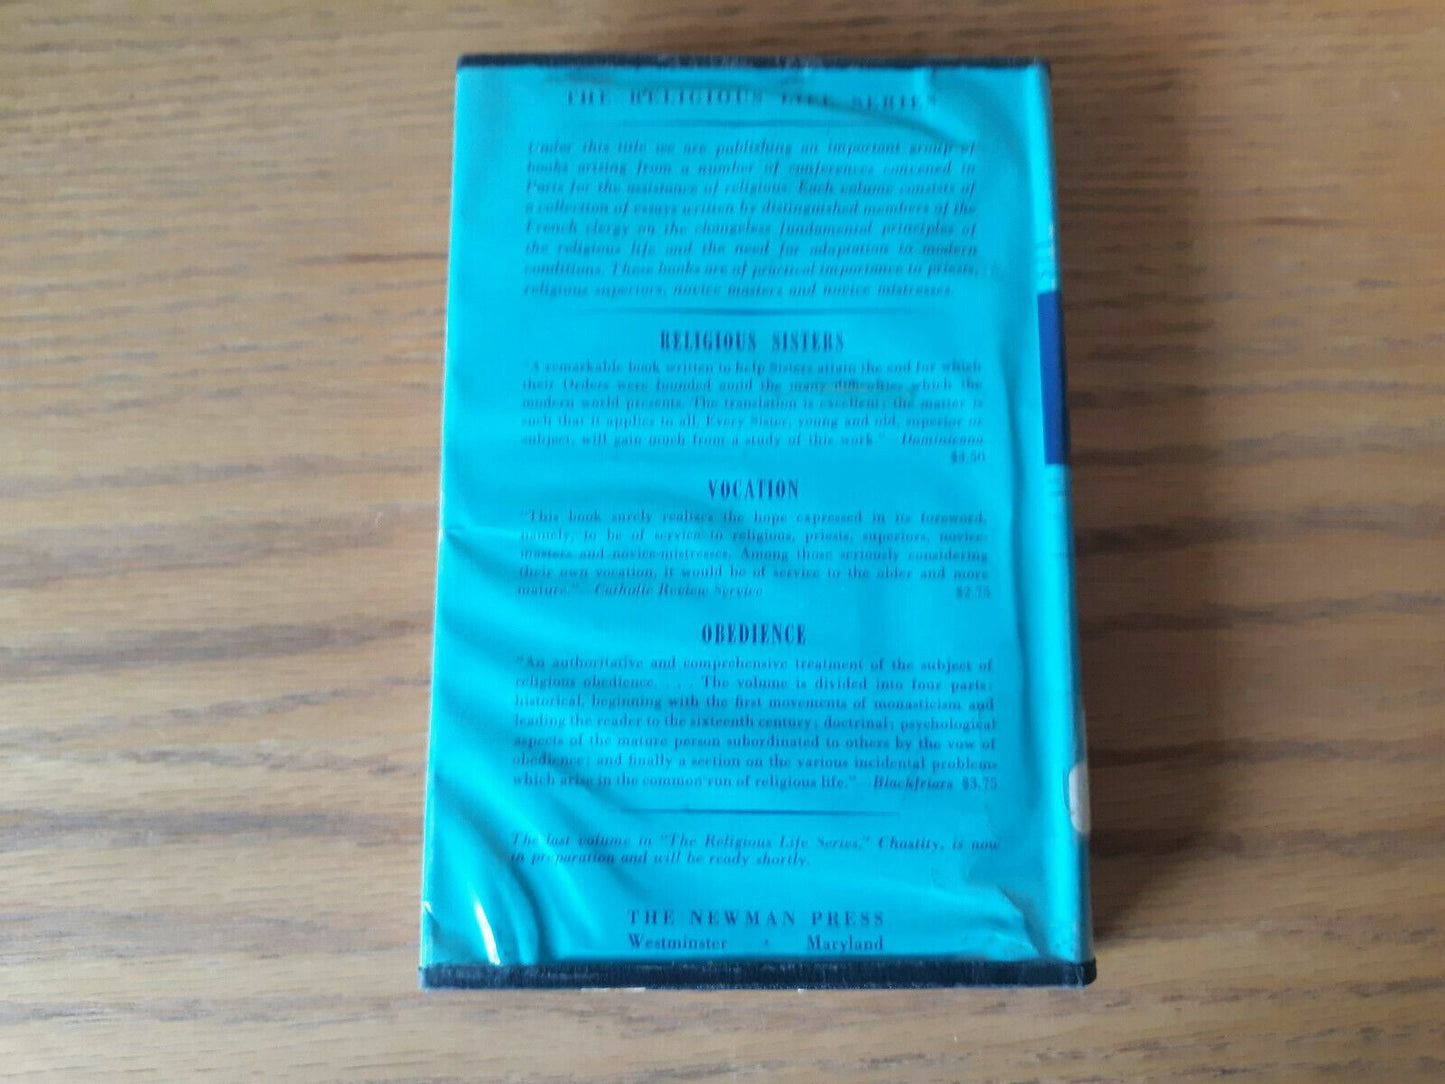 THE RELIGIOUS LIFE SERIES
Under this title we are publishing an important group of
books arising from a number of conferences convened in
Paris for the assistance of religious. Each volume consists of
a collection of essays written by distinguished members of the
French clergy on the changeless fundamental principles of
the religious life and the need for adaptation to modern
conditions. These books are of practical importance to priests,
religious superiors, novice masters and novice mistresses.
RELIGIOUS SISTERS
"A remarkable book written to help Sisters attain the end for which
their Orders were founded amid the many difficulties which the
modern world presents. The translation is excellent; the matter is
such that it applies to all. Every Sister, young and old, superior or
subject, will gain much from a study of this work."—Dominicana
$3.50
VOCATION
"This book surely realizes the hope expressed in its foreword,
namely, to be of service to religious, priests, superiors, novice-
masters and novice-mistresses. Among those seriously considering
their own vocation, it would be of service to the older and more
mature."—Catholic Review Service $2.75
OBEDIENCE
"An authoritative and comprehensive treatment of the subject of
religious obedience. . . . The volume is divided into four parts:
historical, beginning with the first movements of monasticism and
leading the reader to the sixteenth century; doctrinal; psychological
aspects of the mature person subordinated to others by the vow of
obedience; and finally a section on the various incidental problems
which arise in the common run of religious life."—Blackfriars $3.75
The last volume in "The Religious Life Series," Chastity, is now
in preparation and will be ready shortly.
THE NEWMAN PRESS
Westminster · Maryland